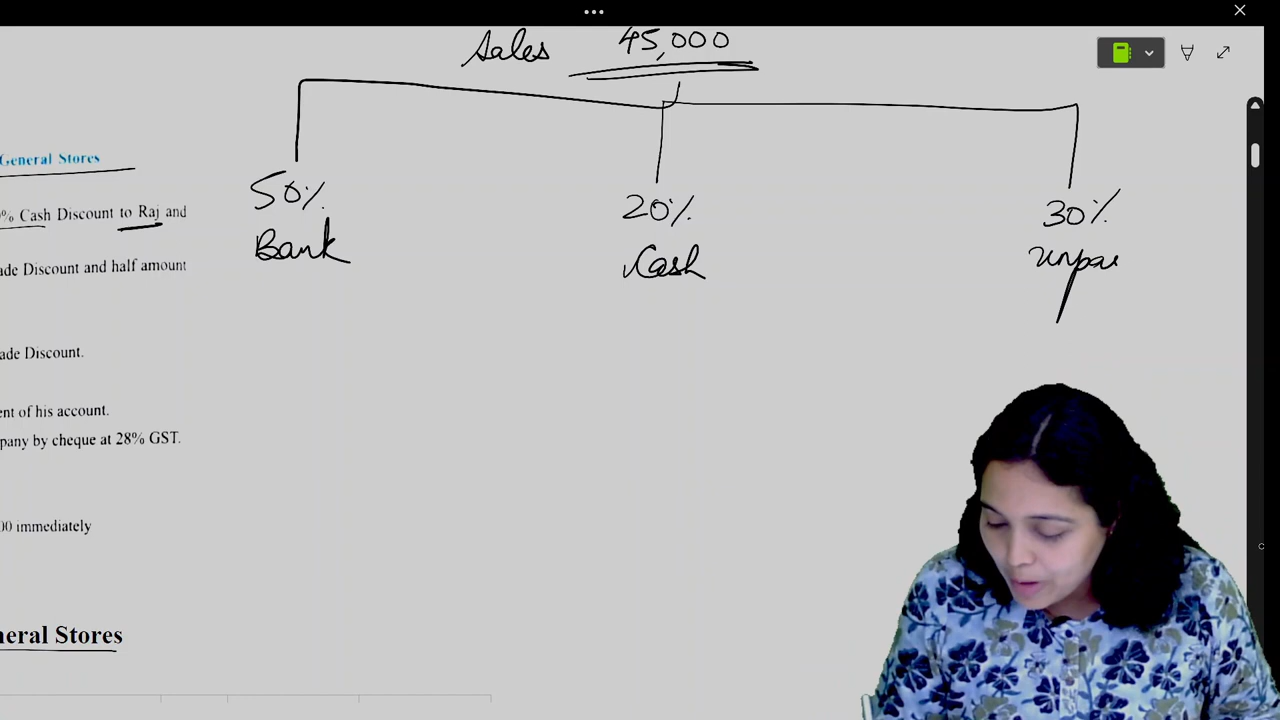 Sales 45,000
General Stores
0% Cash Discount to Raj and
ade Discount and half amount
ade Discount.
ent of his account.
pany by cheque at 28% GST.
00 immediately
neral Stores
50% 20% 30%
Bank Cash unpai